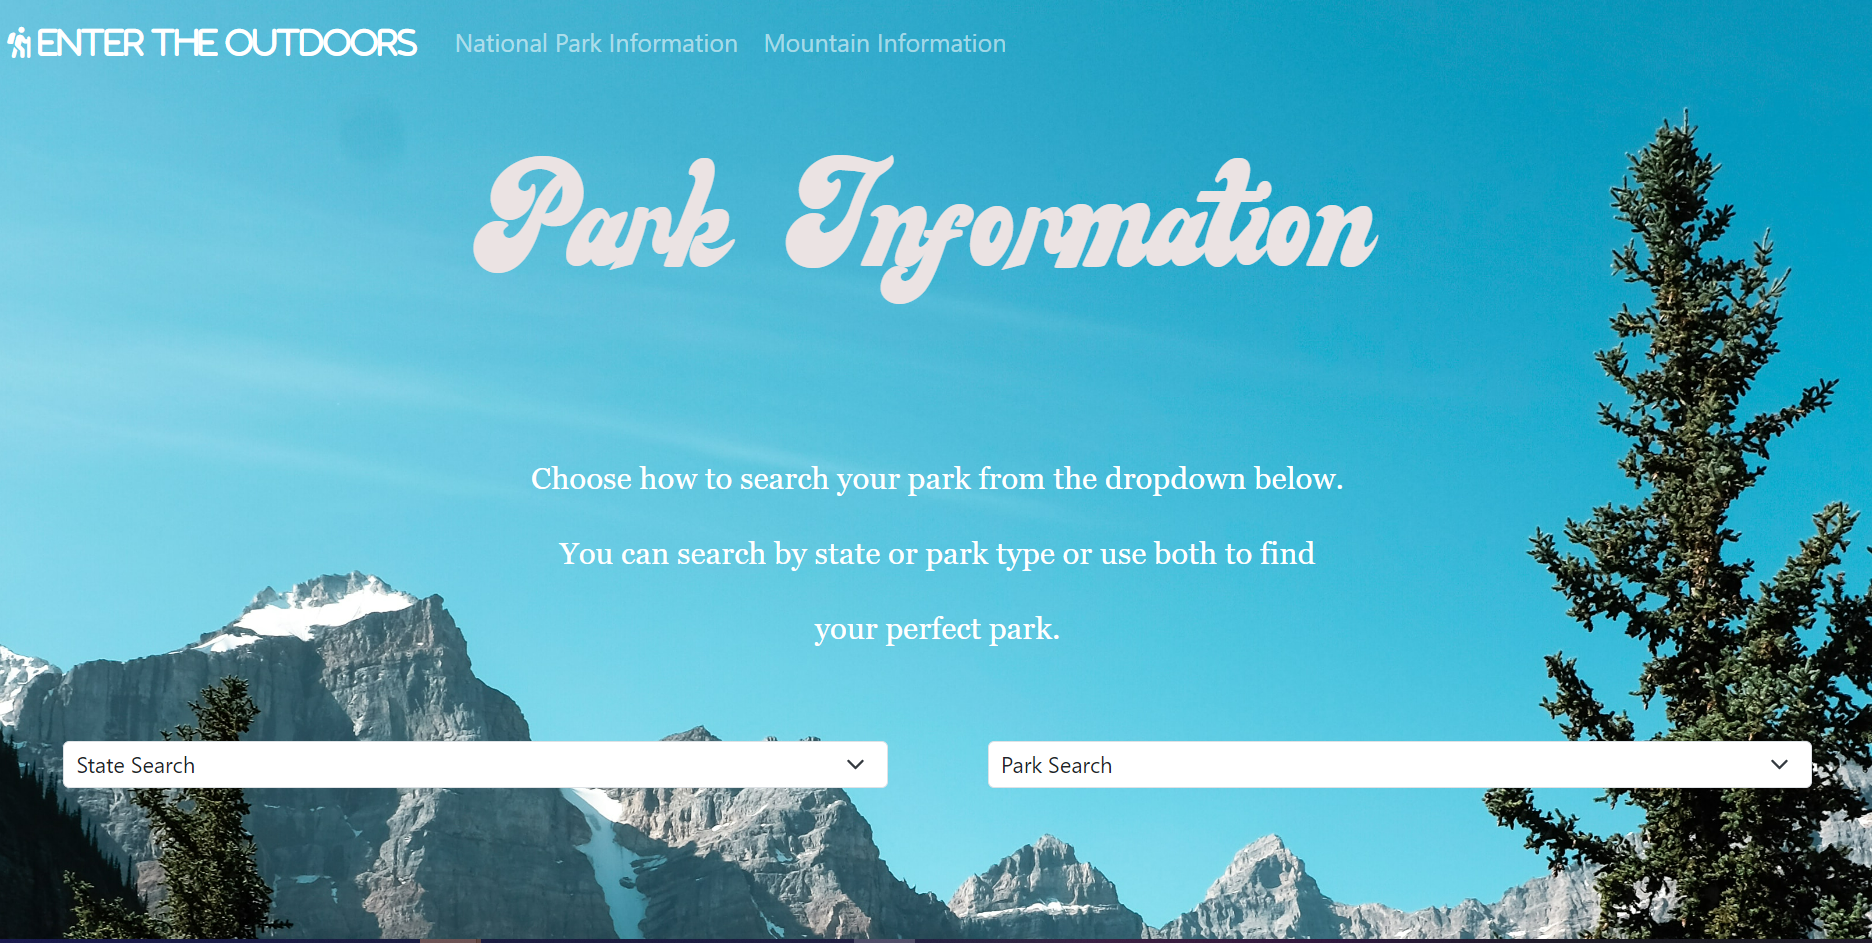 ENTER THE OUTDOORS National Park Information Mountain Information
Park Information
Choose how to search your park from the dropdown below.
You can search by state or park type or use both to find
your perfect park.
State Search Park Search